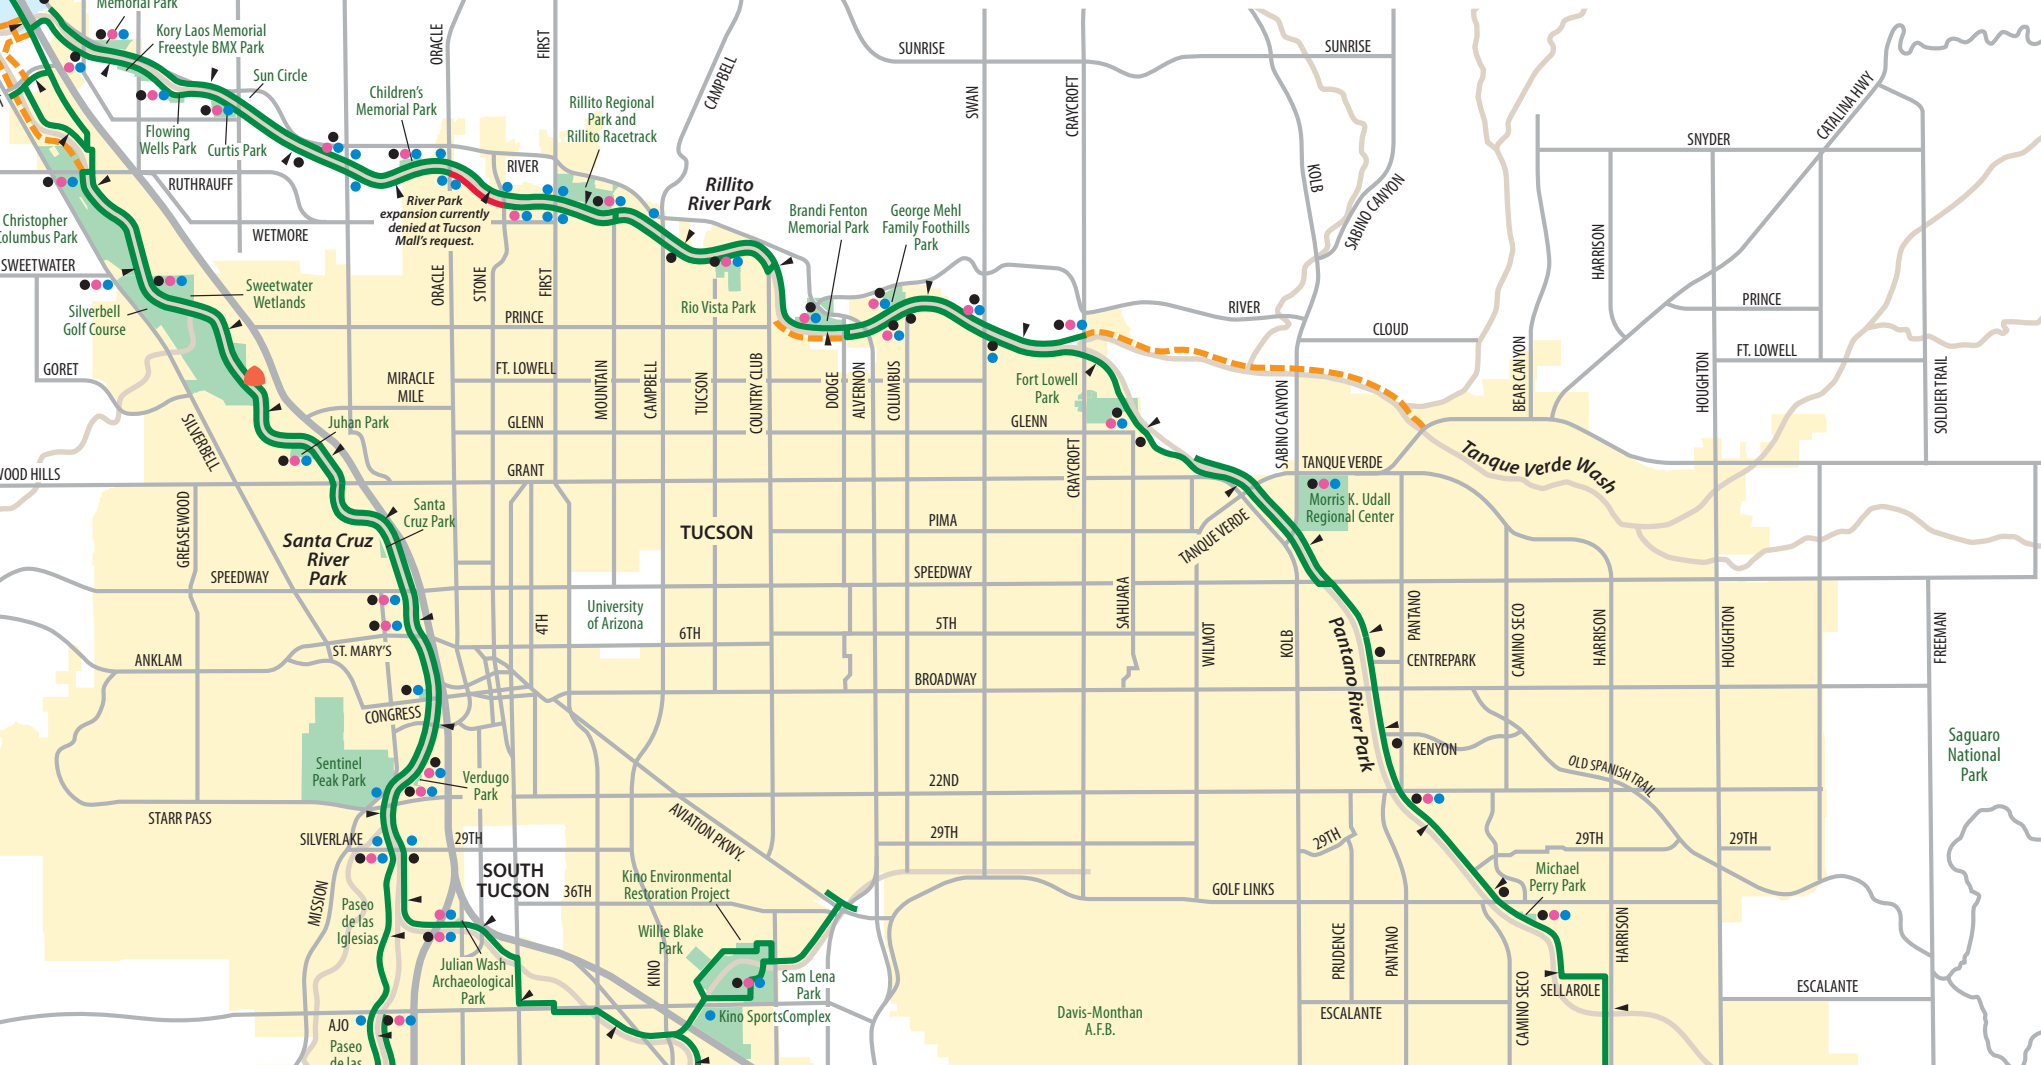 Memorial Park
Kory Laos Memorial
Freestyle BMX Park
Sun Circle
ORACLE
FIRST
CAMPBELL
SUNRISE
SUNRISE
SWAN
CRAYCROFT
Children's
Memorial Park
Rillito Regional
Park and
Rillito Racetrack
Flowing
Wells Park
Curtis Park
RUTHRAUFF
RIVER
KOLB
SABINO CANYON
SNYDER
CATALINA HWY
Rillito
River Park
River Park
expansion currently
denied at Tucson
Mall's request.
Christopher
Columbus Park
WETMORE
SWEETWATER
Brandi Fenton
Memorial Park
George Mehl
Family Foothills
Park
HARRISON
Sweetwater
Wetlands
Silverbell
Golf Course
ORACLE
STONE
FIRST
Rio Vista Park
PRINCE
RIVER
CLOUD
PRINCE
FT. LOWELL
GORET
MIRACLE
MILE
FT. LOWELL
MOUNTAIN
CAMPBELL
TUCSON
COUNTRY CLUB
DODGE
ALVERNON
COLUMBUS
Fort Lowell
Park
SABINO CANYON
BEAR CANYON
HOUGHTON
SOLDIER TRAIL
SILVERBELL
Juhan Park
GLENN
GLENN
CRAYCROFT
TANQUE VERDE
Tanque Verde Wash
WOOD HILLS
GRANT
GREASEWOOD
Santa
Cruz Park
Morris K. Udall
Regional Center
TANQUE VERDE
Santa Cruz
River
Park
TUCSON
PIMA
SPEEDWAY
SPEEDWAY
University
of Arizona
4TH
6TH
5TH
SAHUARA
WILMOT
KOLB
Pantano River Park
PANTANO
CAMINO SECO
HARRISON
HOUGHTON
FREEMAN
ANKLAM
ST. MARY'S
CENTREPARK
BROADWAY
CONGRESS
KENYON
OLD SPANISH TRAIL
Saguaro
National
Park
Sentinel
Peak Park
Verdugo
Park
22ND
STARR PASS
AVIATION PKWY.
SILVERLAKE
29TH
29TH
29TH
29TH
29TH
SOUTH
TUCSON
36TH
Kino Environmental
Restoration Project
GOLF LINKS
Michael
Perry Park
MISSION
Paseo
de las
Iglesias
Willie Blake
Park
Julian Wash
Archaeological
Park
KINO
Sam Lena
Park
PRUDENCE
PANTANO
HARRISON
SELLAROLE
CAMINO SECO
ESCALANTE
ESCALANTE
Kino SportsComplex
Davis-Monthan
A.F.B.
AJO
Paseo
de las